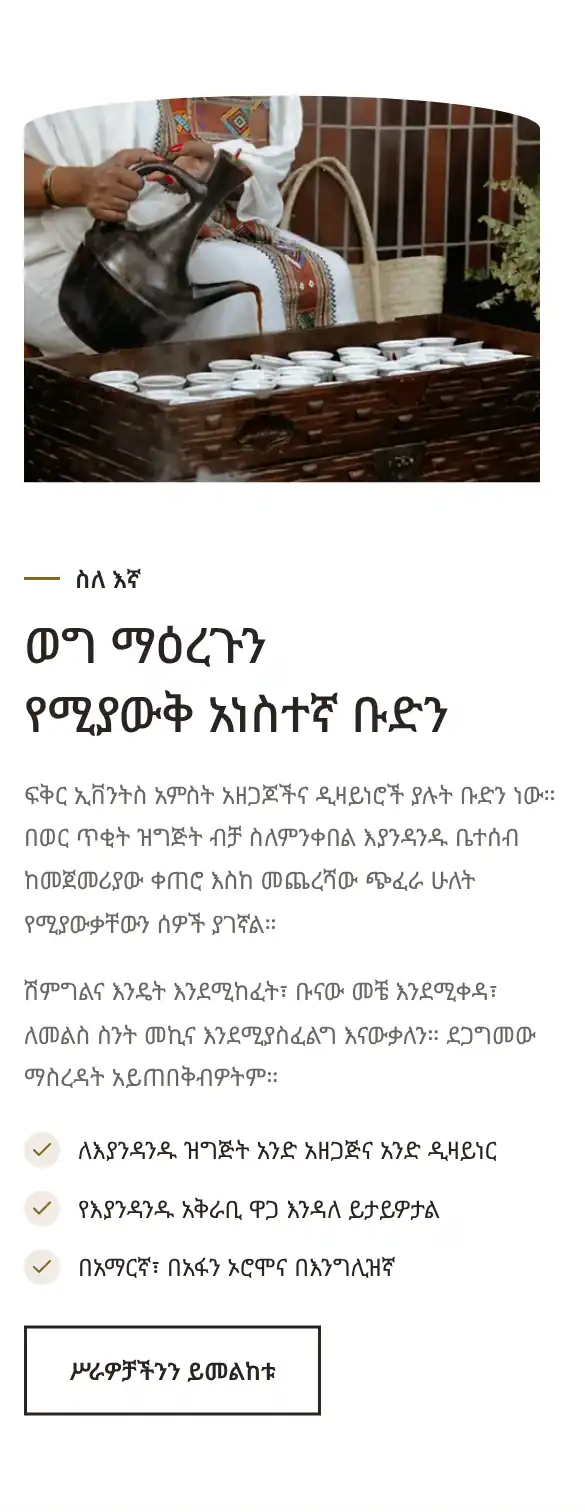 ስለ እኛ
ወግ ማዕረጉን
የሚያውቅ አነስተኛ ቡድን
ፍቅር ኢቨንትስ አምስት አዘጋጆችና ዲዛይነሮች ያሉት ቡድን ነው።
በወር ጥቂት ዝግጅት ብቻ ስለምንቀበል እያንዳንዱ ቤተሰብ
ከመጀመሪያው ቀጠሮ እስከ መጨረሻው ጭፈራ ሁለት
የሚያውቃቸውን ሰዎች ያገኛል።
ሽምግልና እንዴት እንደሚከፈት፣ ቡናው መቼ እንደሚቀዳ፣
ለመልስ ስንት መኪና እንደሚያስፈልግ እናውቃለን። ደጋግመው
ማስረዳት አይጠበቅብዎትም።
ለእያንዳንዱ ዝግጅት አንድ አዘጋጅና አንድ ዲዛይነር
የእያንዳንዱ አቅራቢ ዋጋ እንዳለ ይታይዎታል
በአማርኛ፣ በአፋን ኦሮሞና በእንግሊዝኛ
ሥራዎቻችንን ይመልከቱ